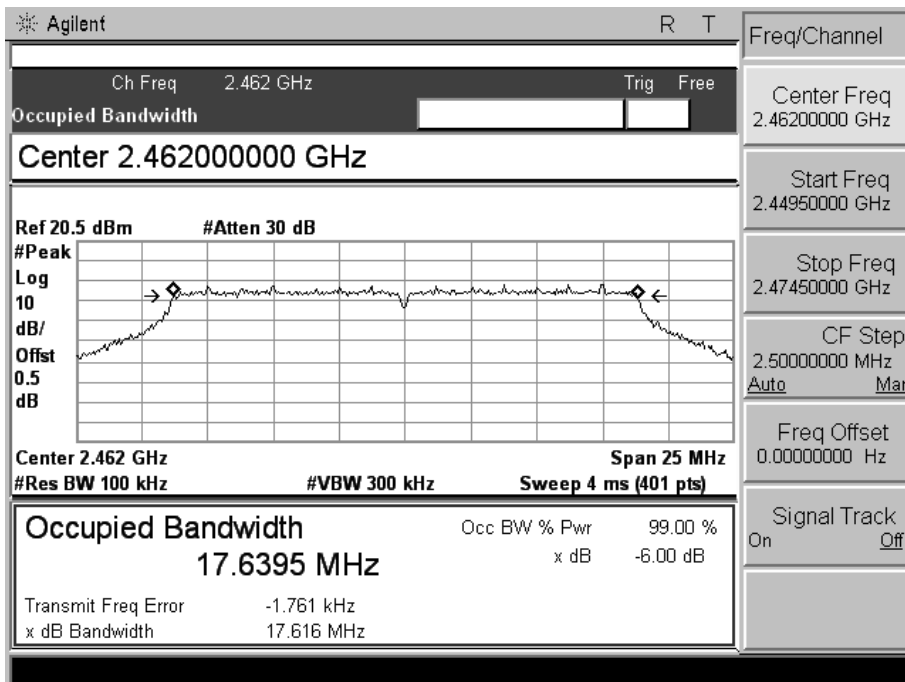 Agilent R T
Ch Freq 2.462 GHz Trig Free
Occupied Bandwidth
Center 2.462000000 GHz
Ref 20.5 dBm #Atten 30 dB
#Peak
Log
10
dB/
Offst
0.5
dB
Center 2.462 GHz Span 25 MHz
#Res BW 100 kHz #VBW 300 kHz Sweep 4 ms (401 pts)
Occupied Bandwidth Occ BW % Pwr 99.00 %
17.6395 MHz x dB -6.00 dB
Transmit Freq Error -1.761 kHz
x dB Bandwidth 17.616 MHz
Freq/Channel
Center Freq
2.46200000 GHz
Start Freq
2.44950000 GHz
Stop Freq
2.47450000 GHz
CF Step
2.50000000 MHz
Auto Man
Freq Offset
0.00000000 Hz
Signal Track
On Off